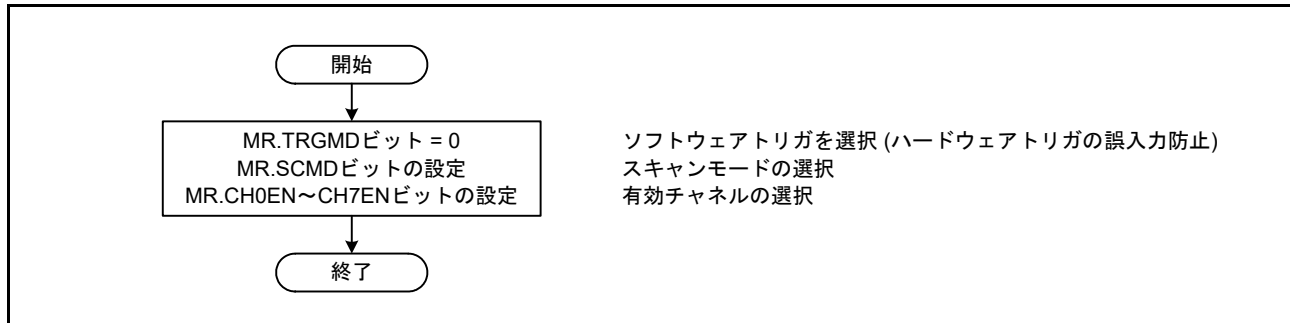 開始
MR.TRGMDビット = 0
ソフトウェアトリガを選択 (ハードウェアトリガの誤入力防止)
MR.SCMDビットの設定
スキャンモードの選択
MR.CH0EN～CH7ENビットの設定
有効チャネルの選択
終了